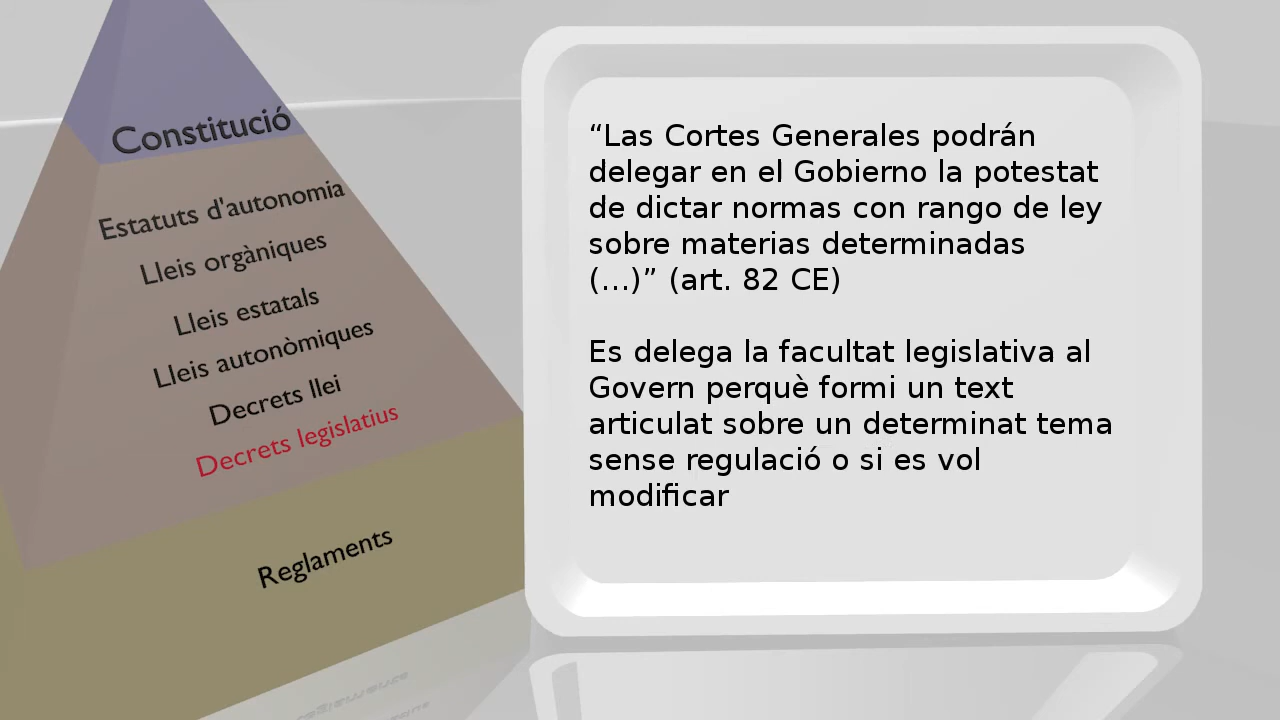 Constitució
Estatuts d'autonomia
Lleis orgàniques
Lleis estatals
Lleis autonòmiques
Decrets llei
Decrets legislatius
Reglaments
“Las Cortes Generales podrán
delegar en el Gobierno la potestat
de dictar normas con rango de ley
sobre materias determinadas
(...)” (art. 82 CE)
Es delega la facultat legislativa al
Govern perquè formi un text
articulat sobre un determinat tema
sense regulació o si es vol
modificar